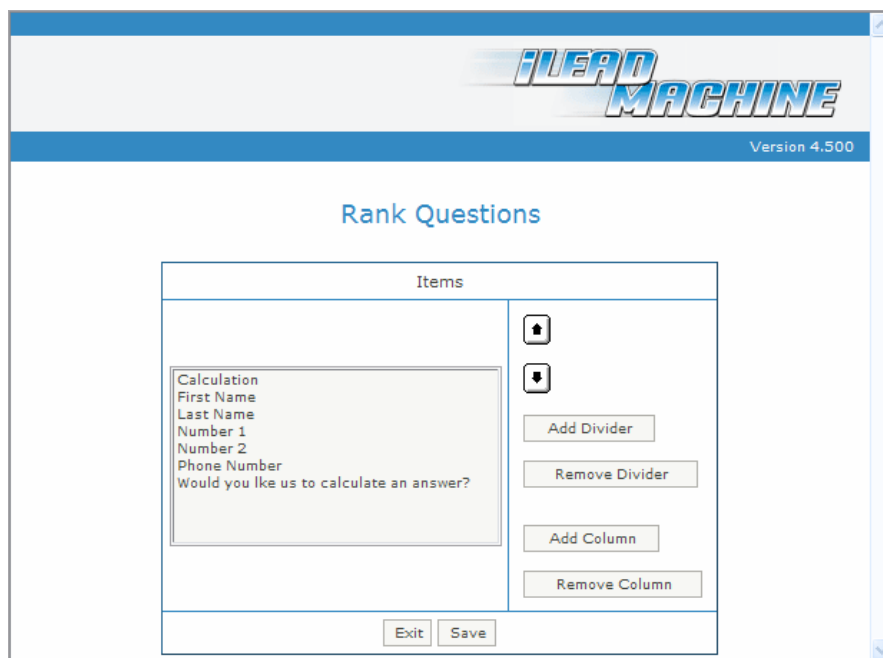 iLEAD
MACHINE
Version 4.500
Rank Questions
Items
Calculation
First Name
Last Name
Number 1
Number 2
Phone Number
Would you lke us to calculate an answer?
Add Divider
Remove Divider
Add Column
Remove Column
Exit Save